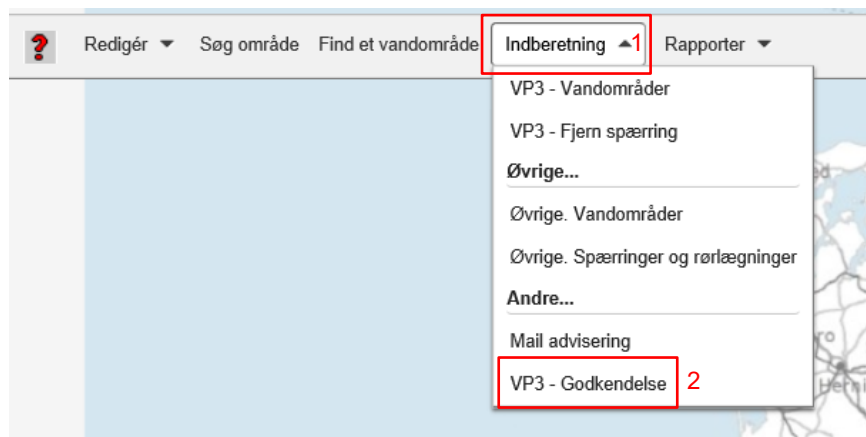 ? Redigér Søg område Find et vandområde Indberetning 1 Rapporter
VP3 - Vandområder
VP3 - Fjern spærring
Øvrige...
Øvrige. Vandområder
Øvrige. Spærringer og rørlægninger
Andre...
Mail advisering
VP3 - Godkendelse 2